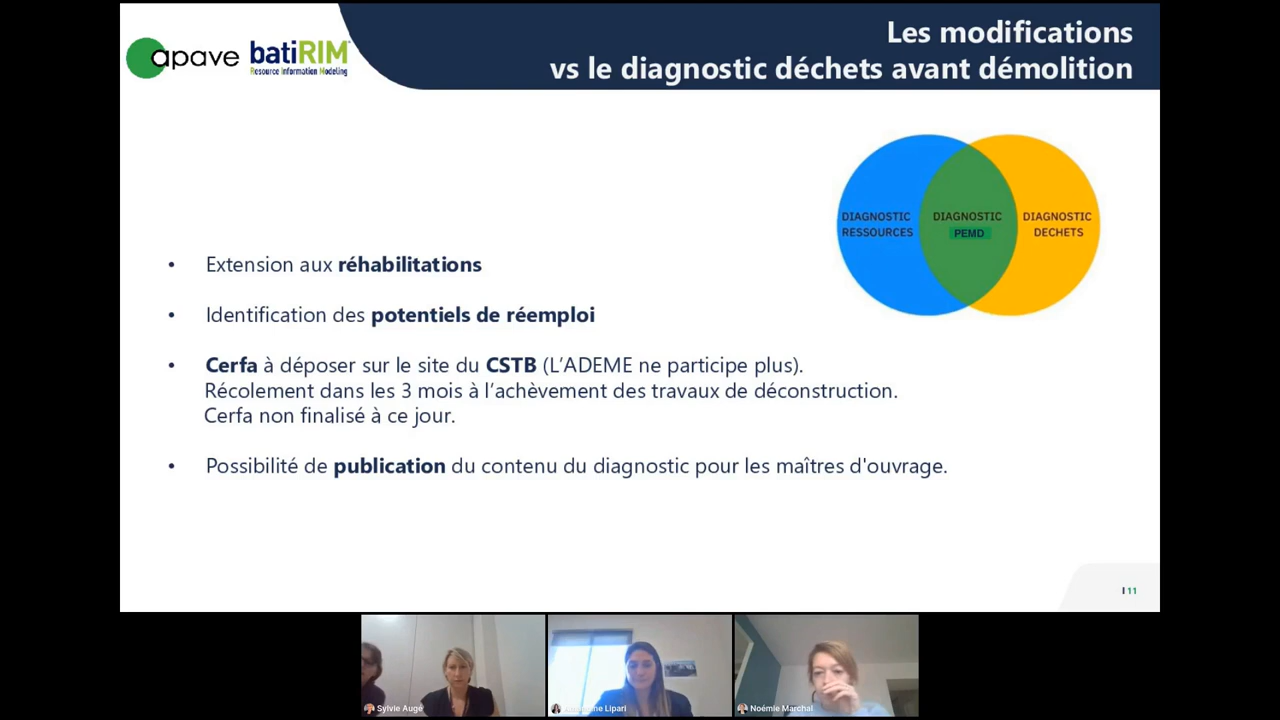 Les modifications
vs le diagnostic déchets avant démolition
apave batiRIM
Resource Information Modeling
DIAGNOSTIC RESSOURCES
DIAGNOSTIC PEMD
DIAGNOSTIC DECHETS
• Extension aux réhabilitations
• Identification des potentiels de réemploi
• Cerfa à déposer sur le site du CSTB (L'ADEME ne participe plus).
Récolement dans les 3 mois à l'achèvement des travaux de déconstruction.
Cerfa non finalisé à ce jour.
• Possibilité de publication du contenu du diagnostic pour les maîtres d'ouvrage.
11
Sylvie Augé
Lipari
Noémie Marchal